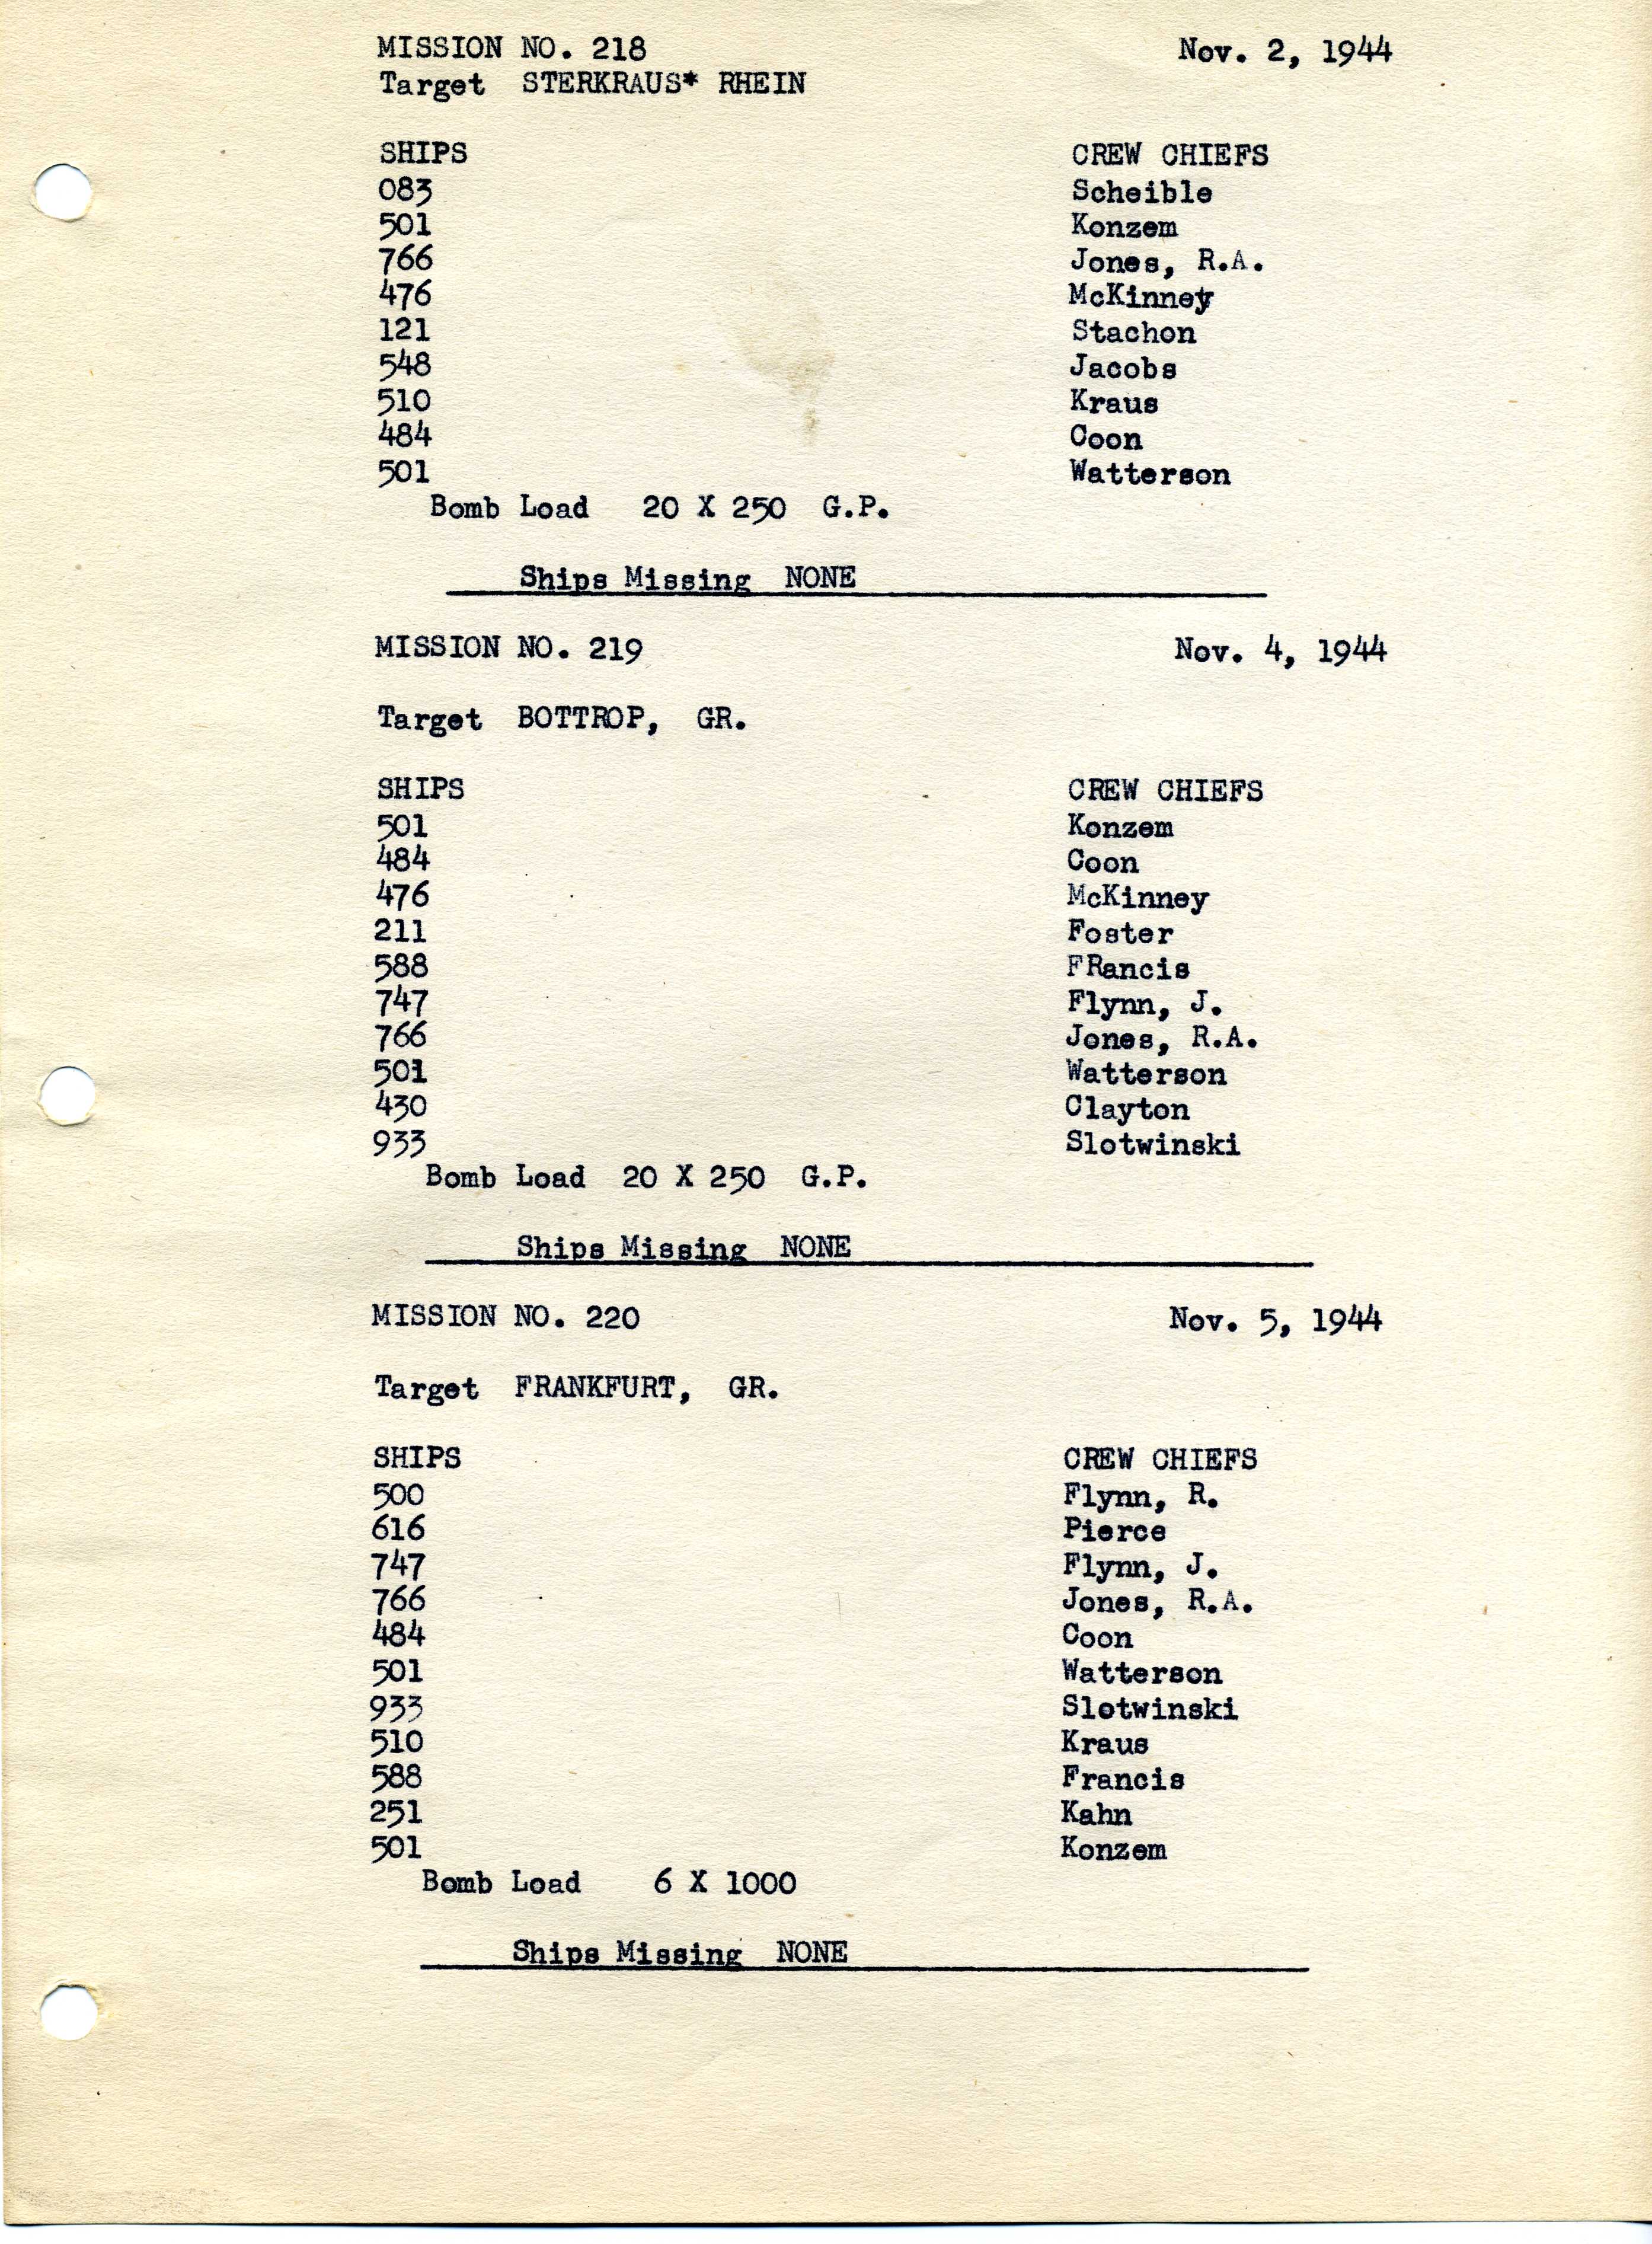 MISSION NO. 218 Nov. 2, 1944
Target STERKRAUS* RHEIN
SHIPS CREW CHIEFS
083 Scheible
501 Konzem
766 Jones, R.A.
476 McKinney
121 Stachon
548 Jacobs
510 Kraus
484 Coon
501 Watterson
Bomb Load 20 X 250 G.P.
Ships Missing NONE
MISSION NO. 219 Nov. 4, 1944
Target BOTTROP, GR.
SHIPS CREW CHIEFS
501 Konzem
484 Coon
476 McKinney
211 Foster
588 FRancis
747 Flynn, J.
766 Jones, R.A.
501 Watterson
430 Clayton
933 Slotwinski
Bomb Load 20 X 250 G.P.
Ships Missing NONE
MISSION NO. 220 Nov. 5, 1944
Target FRANKFURT, GR.
SHIPS CREW CHIEFS
500 Flynn, R.
616 Pierce
747 Flynn, J.
766 Jones, R.A.
484 Coon
501 Watterson
933 Slotwinski
510 Kraus
588 Francis
251 Kahn
501 Konzem
Bomb Load 6 X 1000
Ships Missing NONE